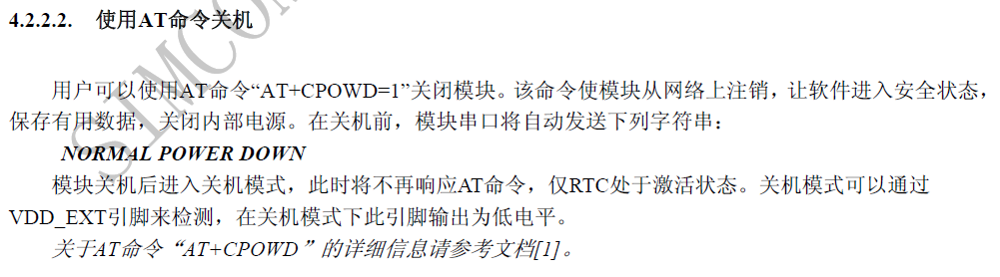 4.2.2.2. 使用AT命令关机
SIMCOM
用户可以使用AT命令“AT+CPOWD=1”关闭模块。该命令使模块从网络上注销，让软件进入安全状态，
保存有用数据，关闭内部电源。在关机前，模块串口将自动发送下列字符串：
NORMAL POWER DOWN
模块关机后进入关机模式，此时将不再响应AT命令，仅RTC处于激活状态。关机模式可以通过
VDD_EXT引脚来检测，在关机模式下此引脚输出为低电平。
关于AT命令“AT+CPOWD”的详细信息请参考文档[1]。